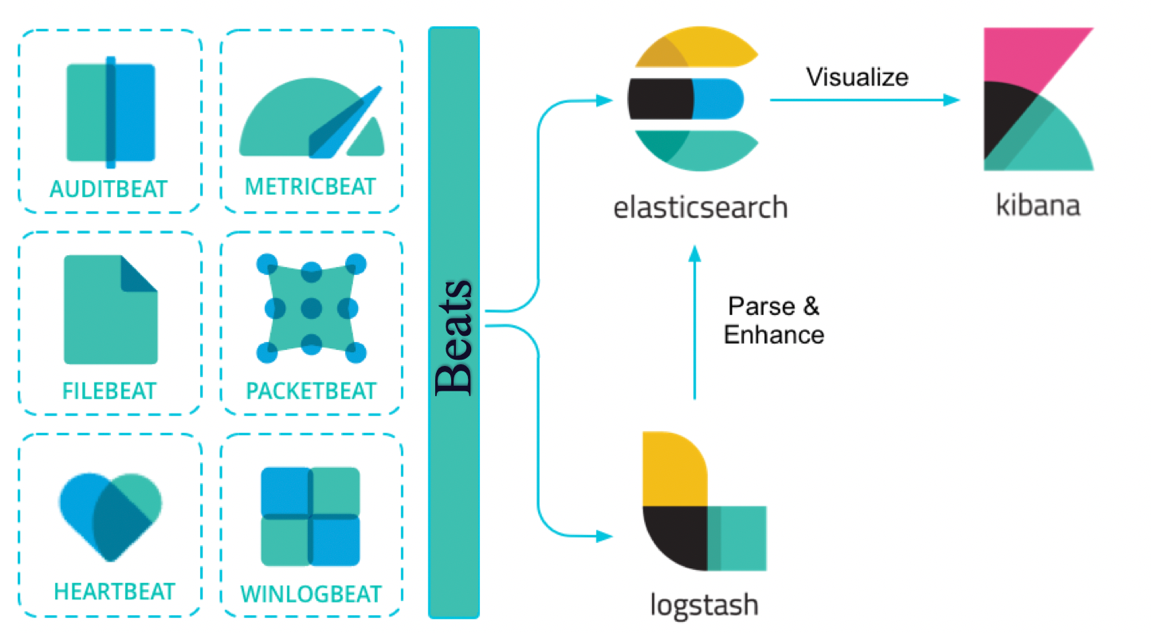 AUDITBEAT
METRICBEAT
FILEBEAT
PACKETBEAT
HEARTBEAT
WINLOGBEAT
Beats
elasticsearch
Visualize
kibana
Parse &
Enhance
logstash